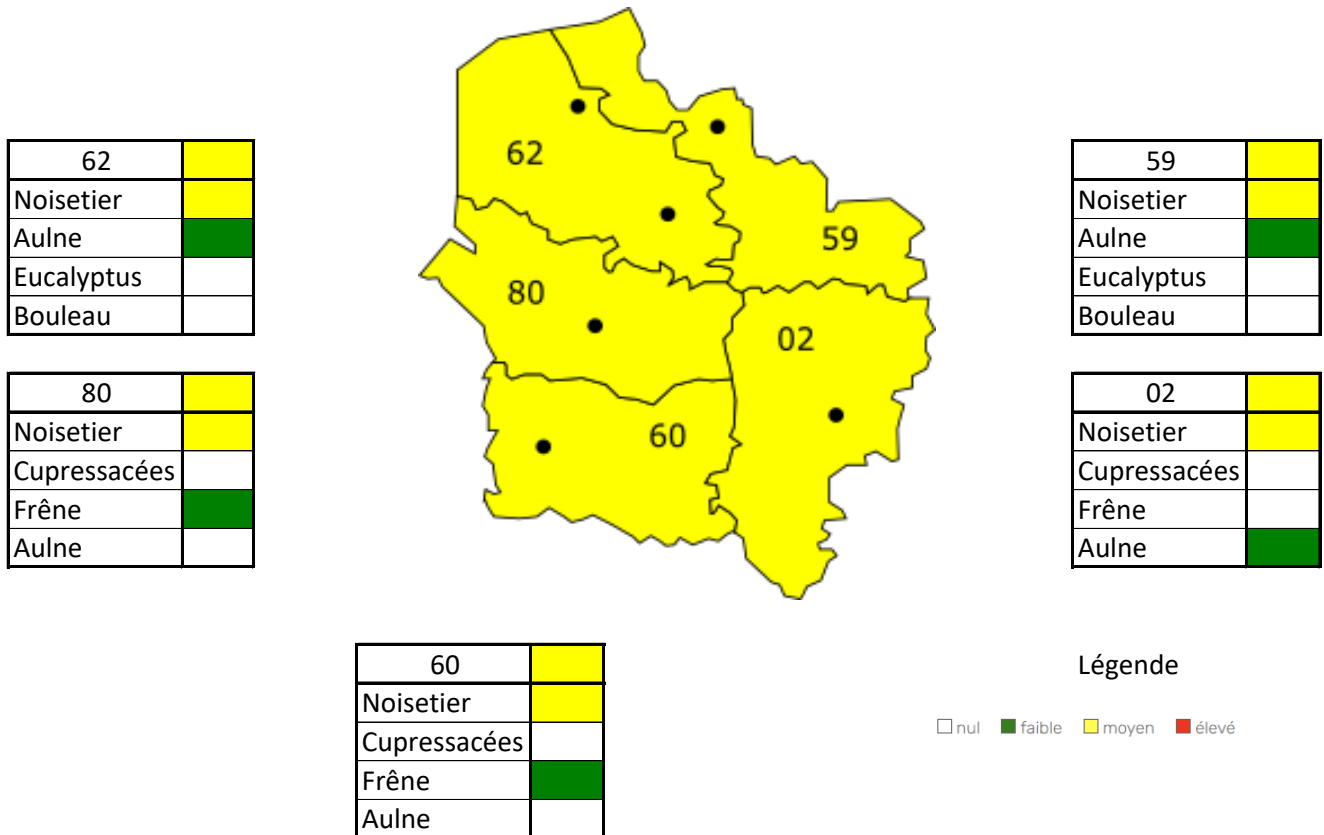 62
Noisetier
Aulne
Eucalyptus
Bouleau
80
Noisetier
Cupressacées
Frêne
Aulne
62
59
80
02
60
59
Noisetier
Aulne
Eucalyptus
Bouleau
02
Noisetier
Cupressacées
Frêne
Aulne
60
Noisetier
Cupressacées
Frêne
Aulne
Légende
nul faible moyen élevé